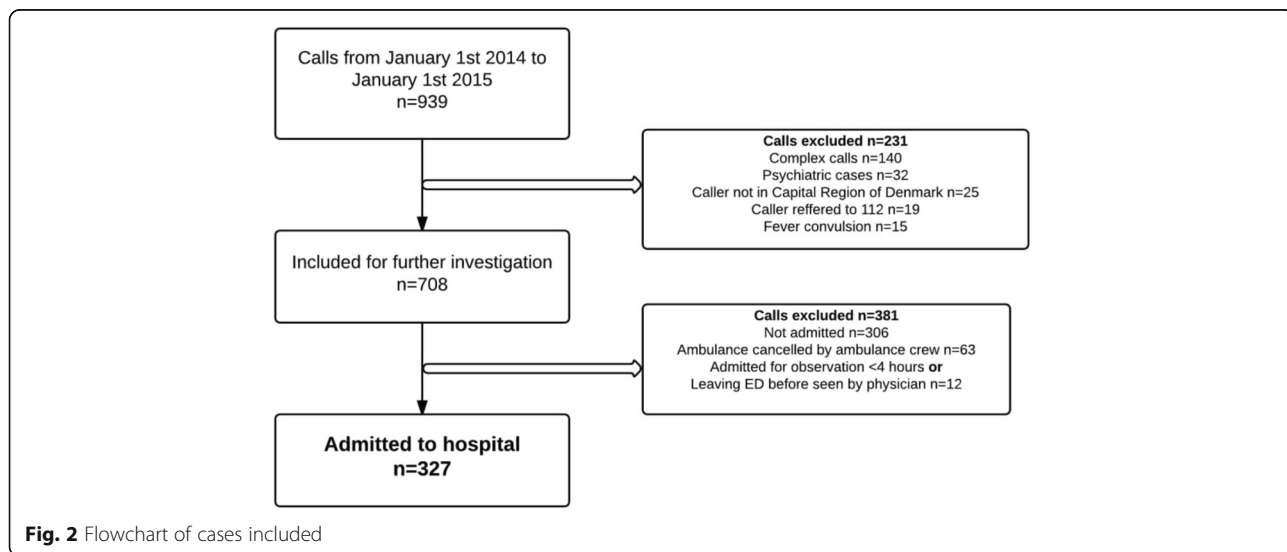 Calls from January 1st 2014 to
January 1st 2015
n=939
Calls excluded n=231
Complex calls n=140
Psychiatric cases n=32
Caller not in Capital Region of Denmark n=25
Caller reffered to 112 n=19
Fever convulsion n=15
Included for further investigation
n=708
Calls excluded n=381
Not admitted n=306
Ambulance cancelled by ambulance crew n=63
Admitted for observation <4 hours or
Leaving ED before seen by physician n=12
Admitted to hospital
n=327
Fig. 2 Flowchart of cases included